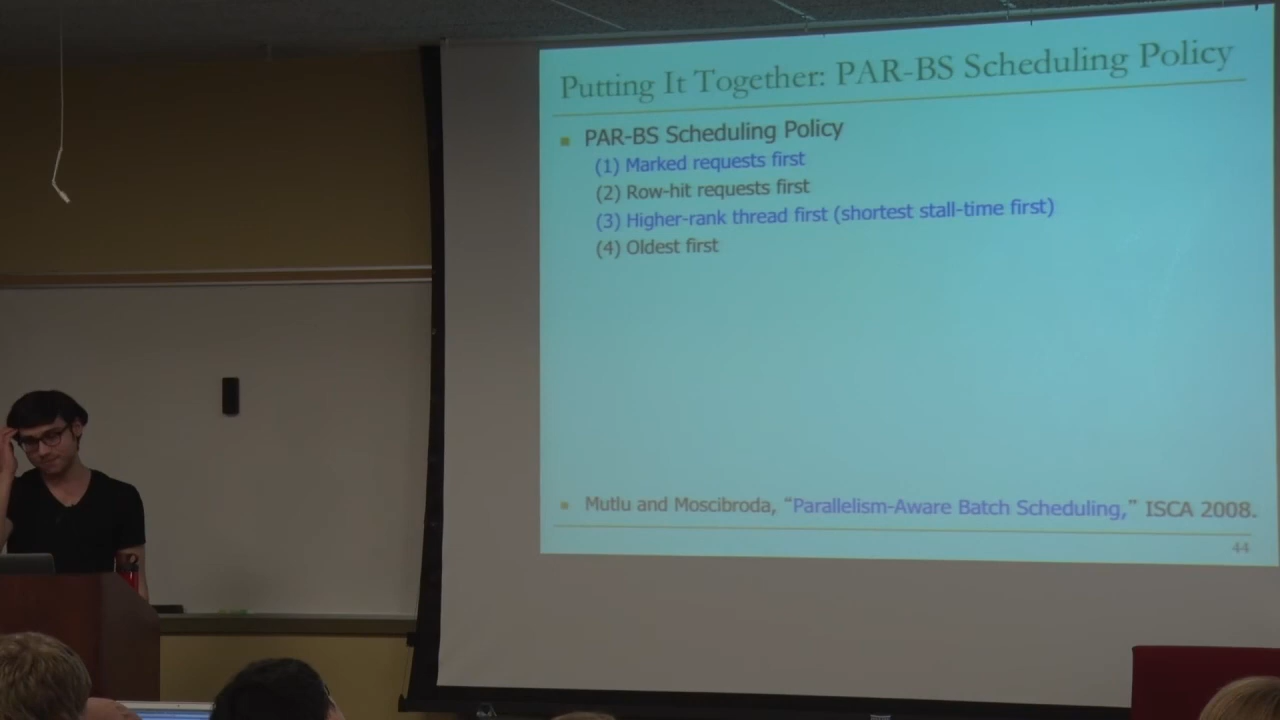 Putting It Together: PAR-BS Scheduling Policy
PAR-BS Scheduling Policy
(1) Marked requests first
(2) Row-hit requests first
(3) Higher-rank thread first (shortest stall-time first)
(4) Oldest first
Mutlu and Moscibroda, “Parallelism-Aware Batch Scheduling,” ISCA 2008.
44